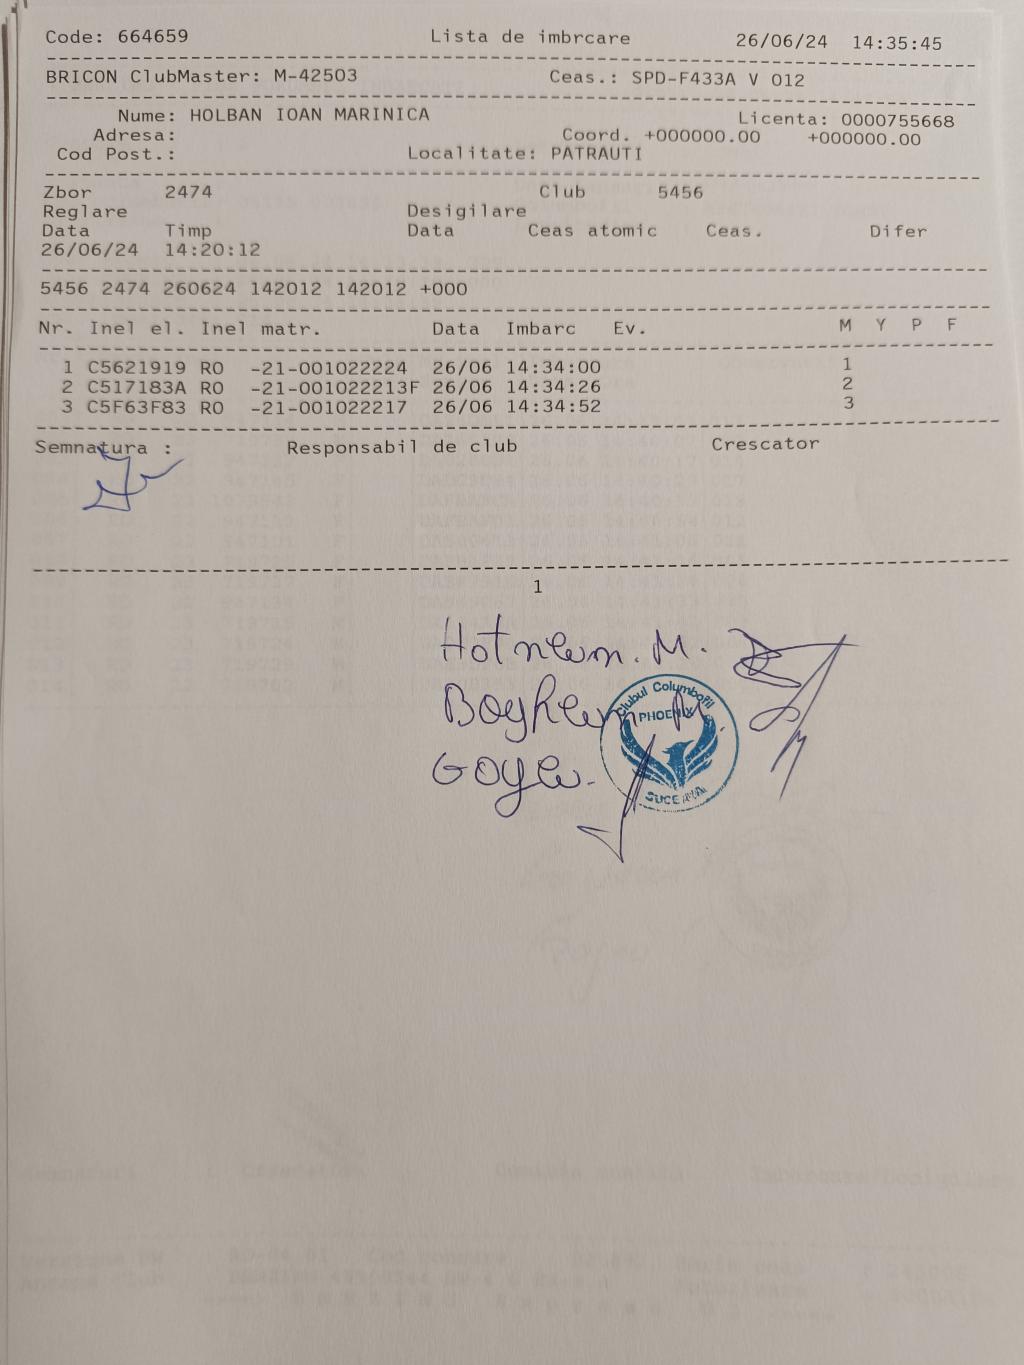 Code: 664659 Lista de imbrcare 26/06/24 14:35:45
BRICON ClubMaster: M-42503 Ceas.: SPD-F433A V 012
Nume: HOLBAN IOAN MARINICA Licenta: 0000755668
Adresa: Coord. +000000.00 +000000.00
Cod Post.: Localitate: PATRAUTI
Zbor 2474 Club 5456
Reglare Desigilare
Data Timp Data Ceas atomic Ceas. Difer
26/06/24 14:20:12
5456 2474 260624 142012 142012 +000
Nr. Inel el. Inel matr. Data Imbarc Ev. M Y P F
1 C5621919 RO -21-001022224 26/06 14:34:00 1
2 C517183A RO -21-001022213F 26/06 14:34:26 2
3 C5F63F83 RO -21-001022217 26/06 14:34:52 3
Semnatura : Responsabil de club Crescator
1
M.
Clubul Columbofil
PHOENIX
SUCEAVA